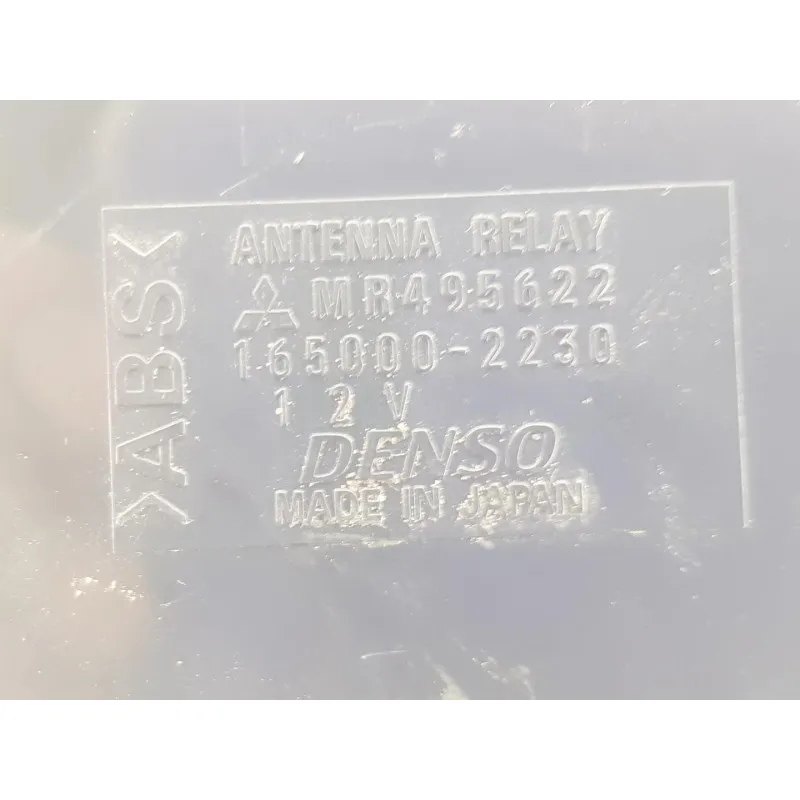 ANTENNA RELAY
MR495622
165000-2230
12V
DENSO
MADE IN JAPAN
>ABS<